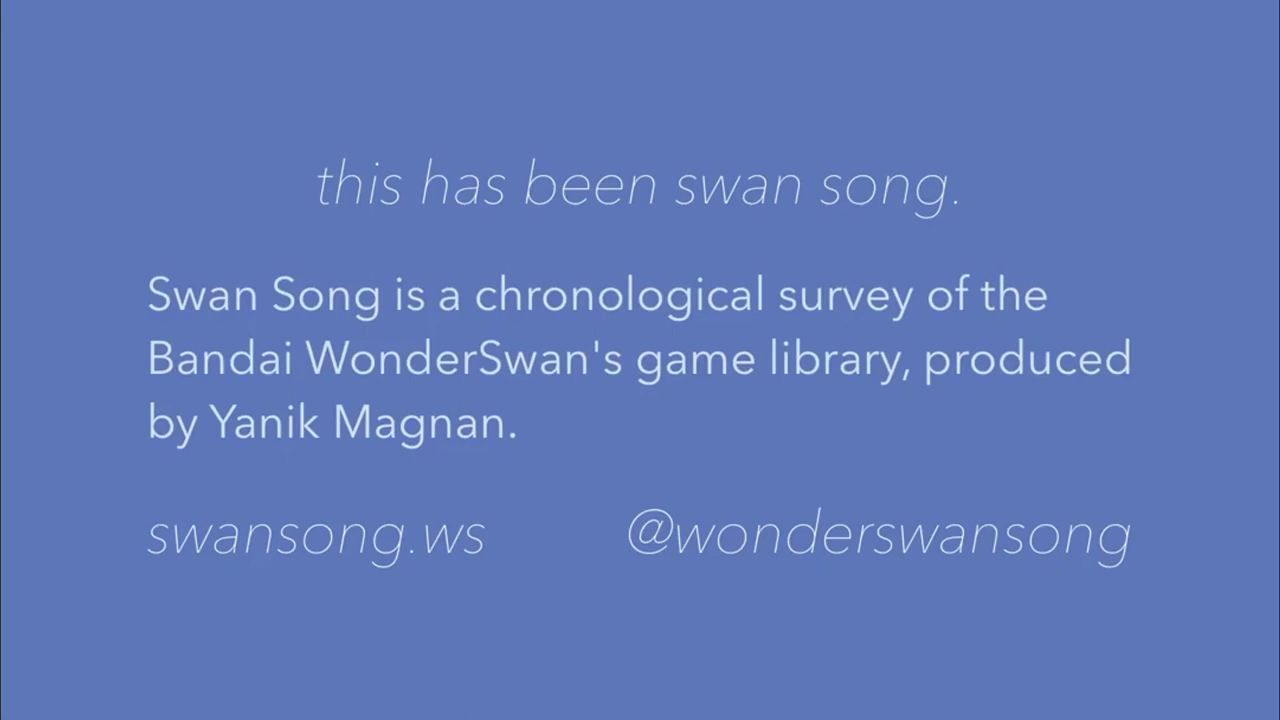 this has been swan song.
Swan Song is a chronological survey of the
Bandai WonderSwan's game library, produced
by Yanik Magnan.
swansong.ws
@wonderswansong